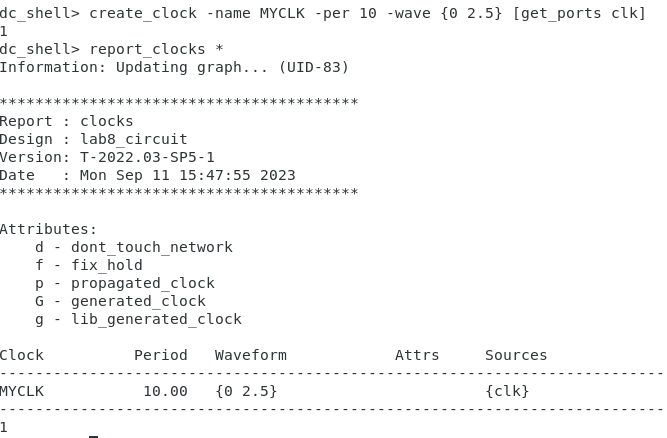 dc_shell> create_clock -name MYCLK -per 10 -wave {0 2.5} [get_ports clk]
1
dc_shell> report_clocks *
Information: Updating graph... (UID-83)
****************************************
Report : clocks
Design : lab8_circuit
Version: T-2022.03-SP5-1
Date   : Mon Sep 11 15:47:55 2023
****************************************
Attributes:
    d - dont_touch_network
    f - fix_hold
    p - propagated_clock
    G - generated_clock
    g - lib_generated_clock
Clock          Period   Waveform            Attrs     Sources
--------------------------------------------------------------------------
MYCLK           10.00   {0 2.5}                       {clk}
--------------------------------------------------------------------------
1